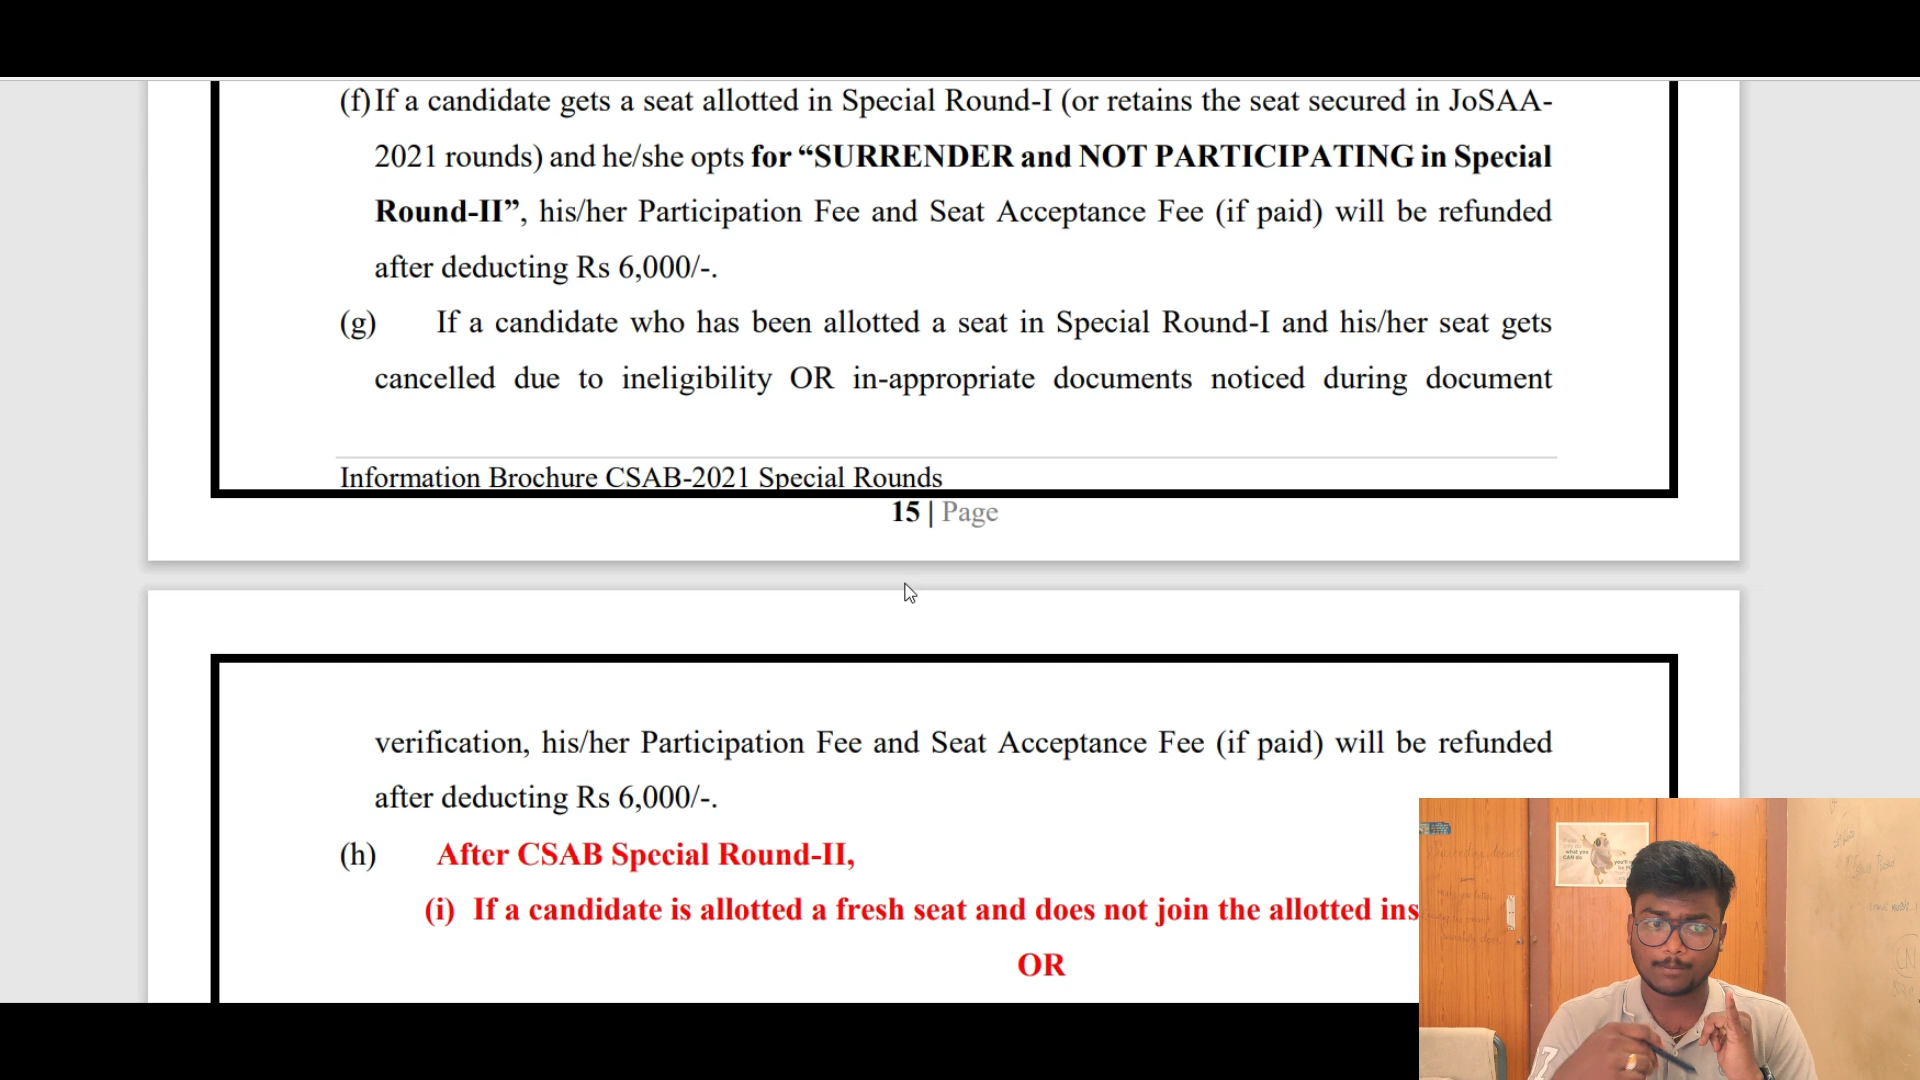 (f) If a candidate gets a seat allotted in Special Round-I (or retains the seat secured in JoSAA-
2021 rounds) and he/she opts for “SURRENDER and NOT PARTICIPATING in Special
Round-II”, his/her Participation Fee and Seat Acceptance Fee (if paid) will be refunded
after deducting Rs 6,000/-.
(g) If a candidate who has been allotted a seat in Special Round-I and his/her seat gets
cancelled due to ineligibility OR in-appropriate documents noticed during document
Information Brochure CSAB-2021 Special Rounds
15 | Page
verification, his/her Participation Fee and Seat Acceptance Fee (if paid) will be refunded
after deducting Rs 6,000/-.
(h) After CSAB Special Round-II,
(i) If a candidate is allotted a fresh seat and does not join the allotted ins
OR
what you
CAN do